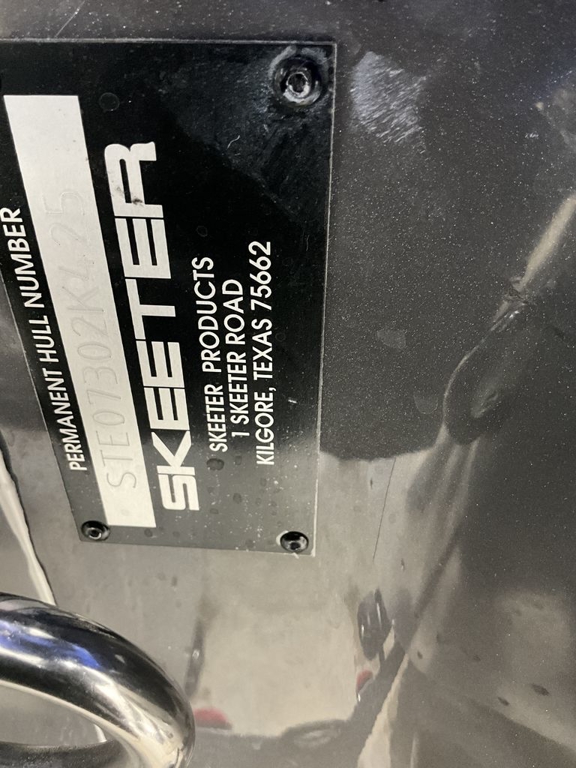 PERMANENT HULL NUMBER
STE07302K425
SKEETER
SKEETER PRODUCTS
1 SKEETER ROAD
KILGORE, TEXAS 75662